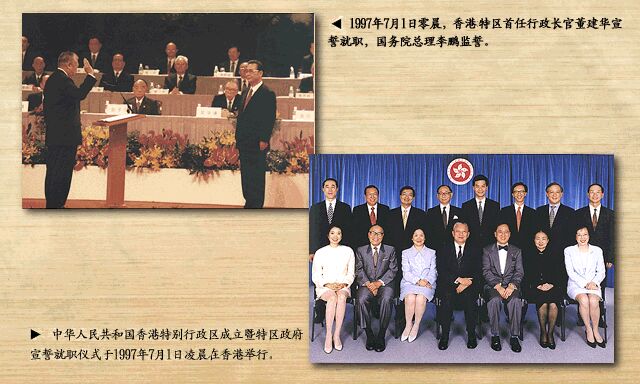 ◀ 1997年7月1日零晨，香港特区首任行政长官董建华宣
誓就职，国务院总理李鹏监督。
▶ 中华人民共和国香港特别行政区成立暨特区政府
宣誓就职仪式于1997年7月1日凌晨在香港举行。